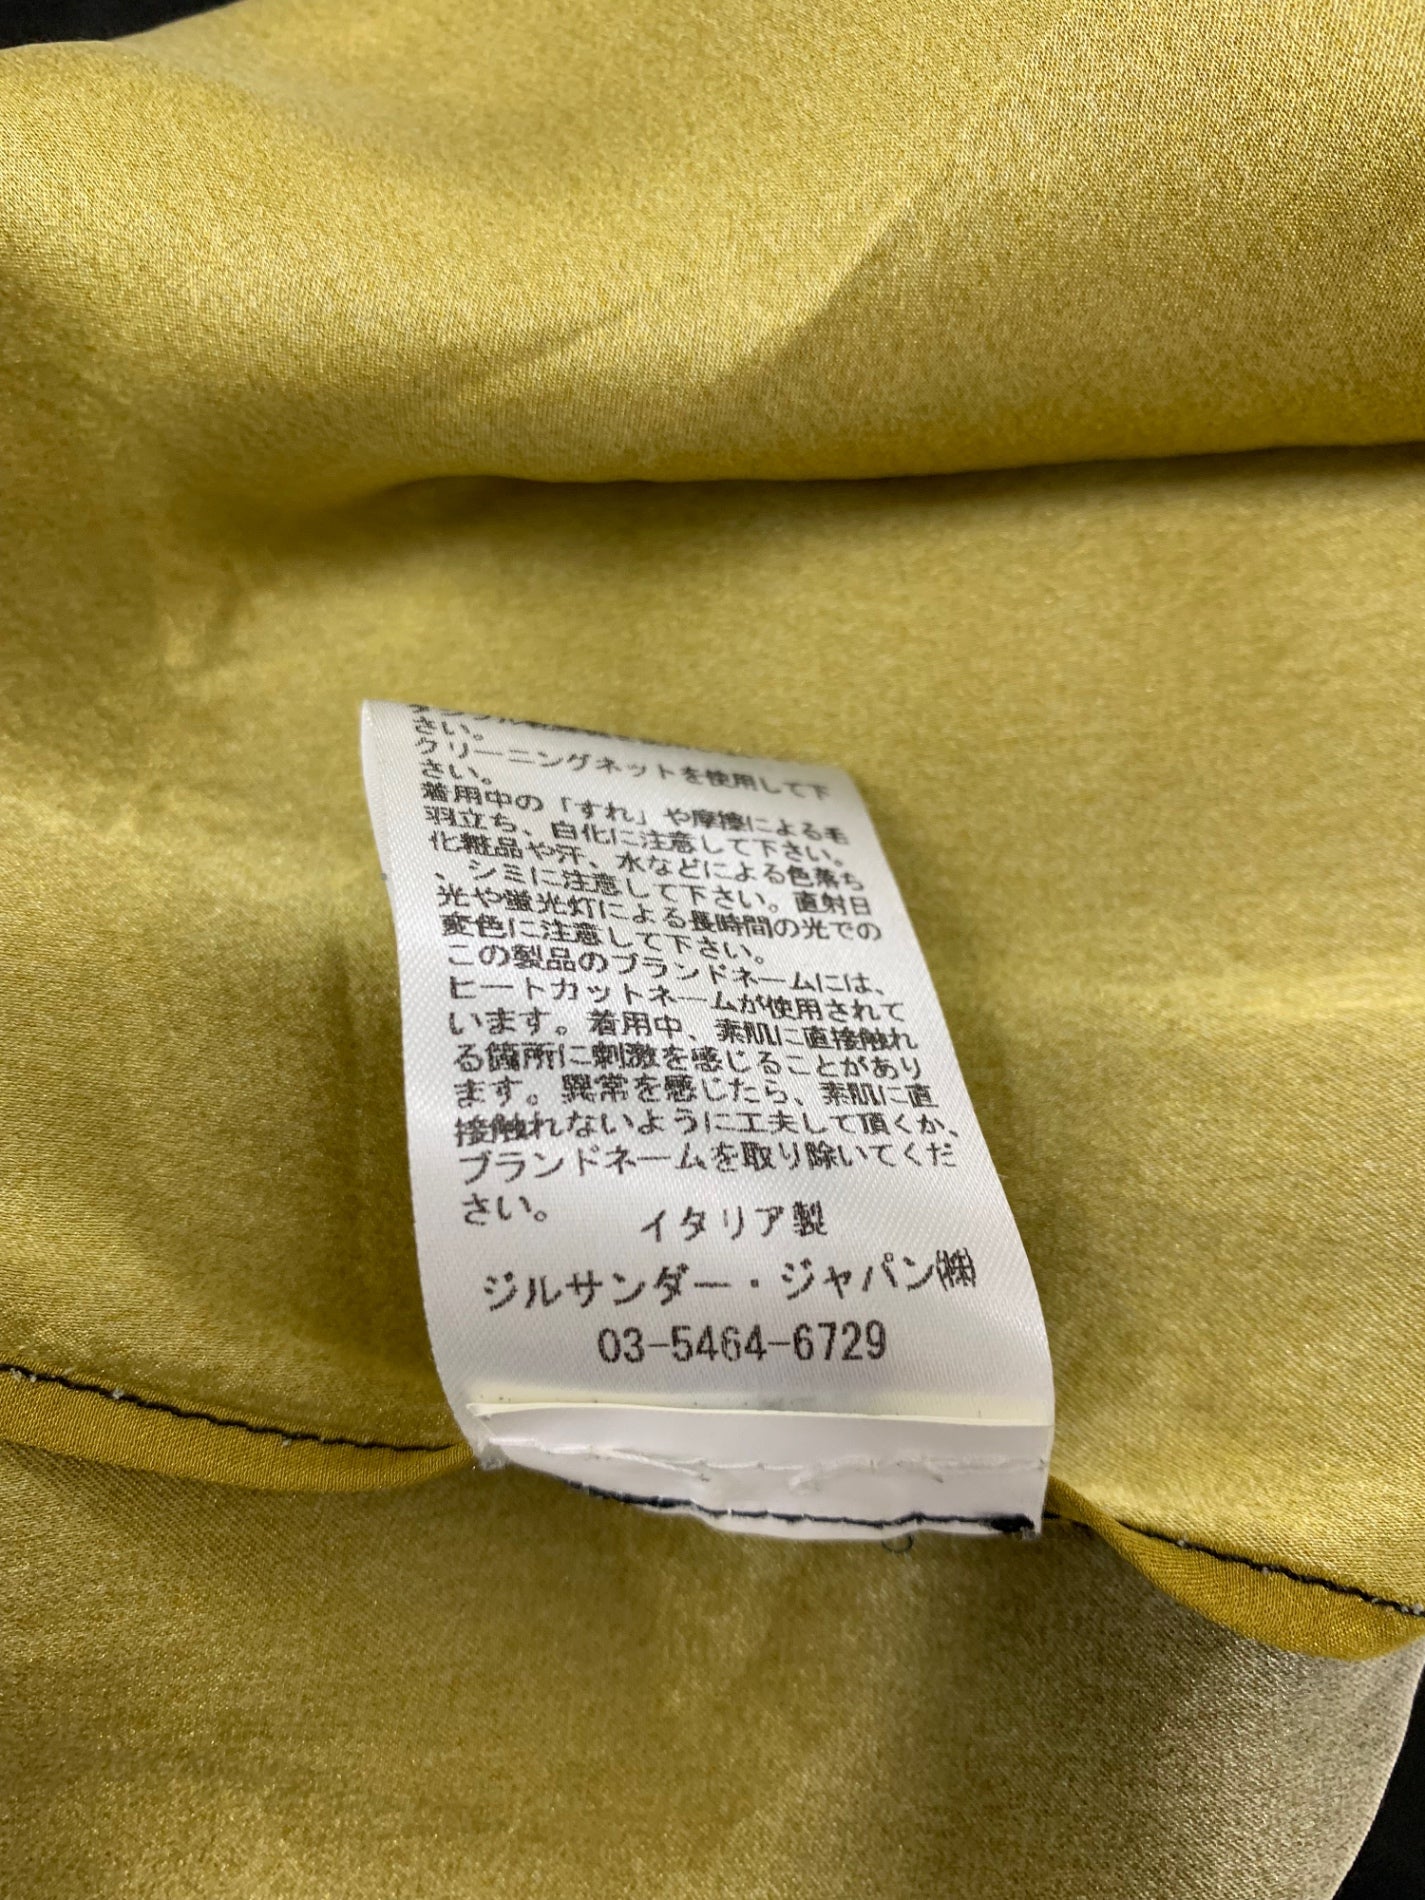 さい。
クリーニングネットを使用して下
さい。
着用中の「すれ」や摩擦による毛
羽立ち、白化に注意して下さい。
化粧品や汗、水などによる色落ち
、シミに注意して下さい。直射日
光や蛍光灯による長時間の光での
変色に注意して下さい。
この製品のブランドネームには、
ヒートカットネームが使用されて
います。着用中、素肌に直接触れ
る箇所に刺激を感じることがあり
ます。異常を感じたら、素肌に直
接触れないように工夫して頂くか、
ブランドネームを取り除いてくだ
さい。
イタリア製
ジルサンダー・ジャパン㈱
03-5464-6729